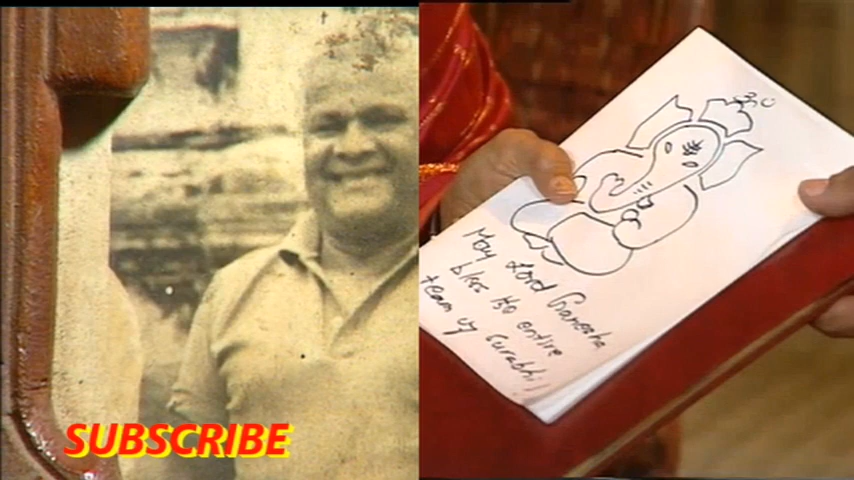 SUBSCRIBE
May Lord Ganesha
bless the entire
team of Surabhi!